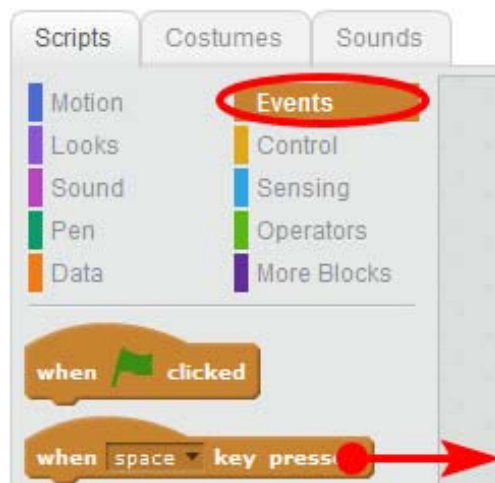 Scripts Costumes Sounds
Motion Events
Looks Control
Sound Sensing
Pen Operators
Data More Blocks
when clicked
when space key presse